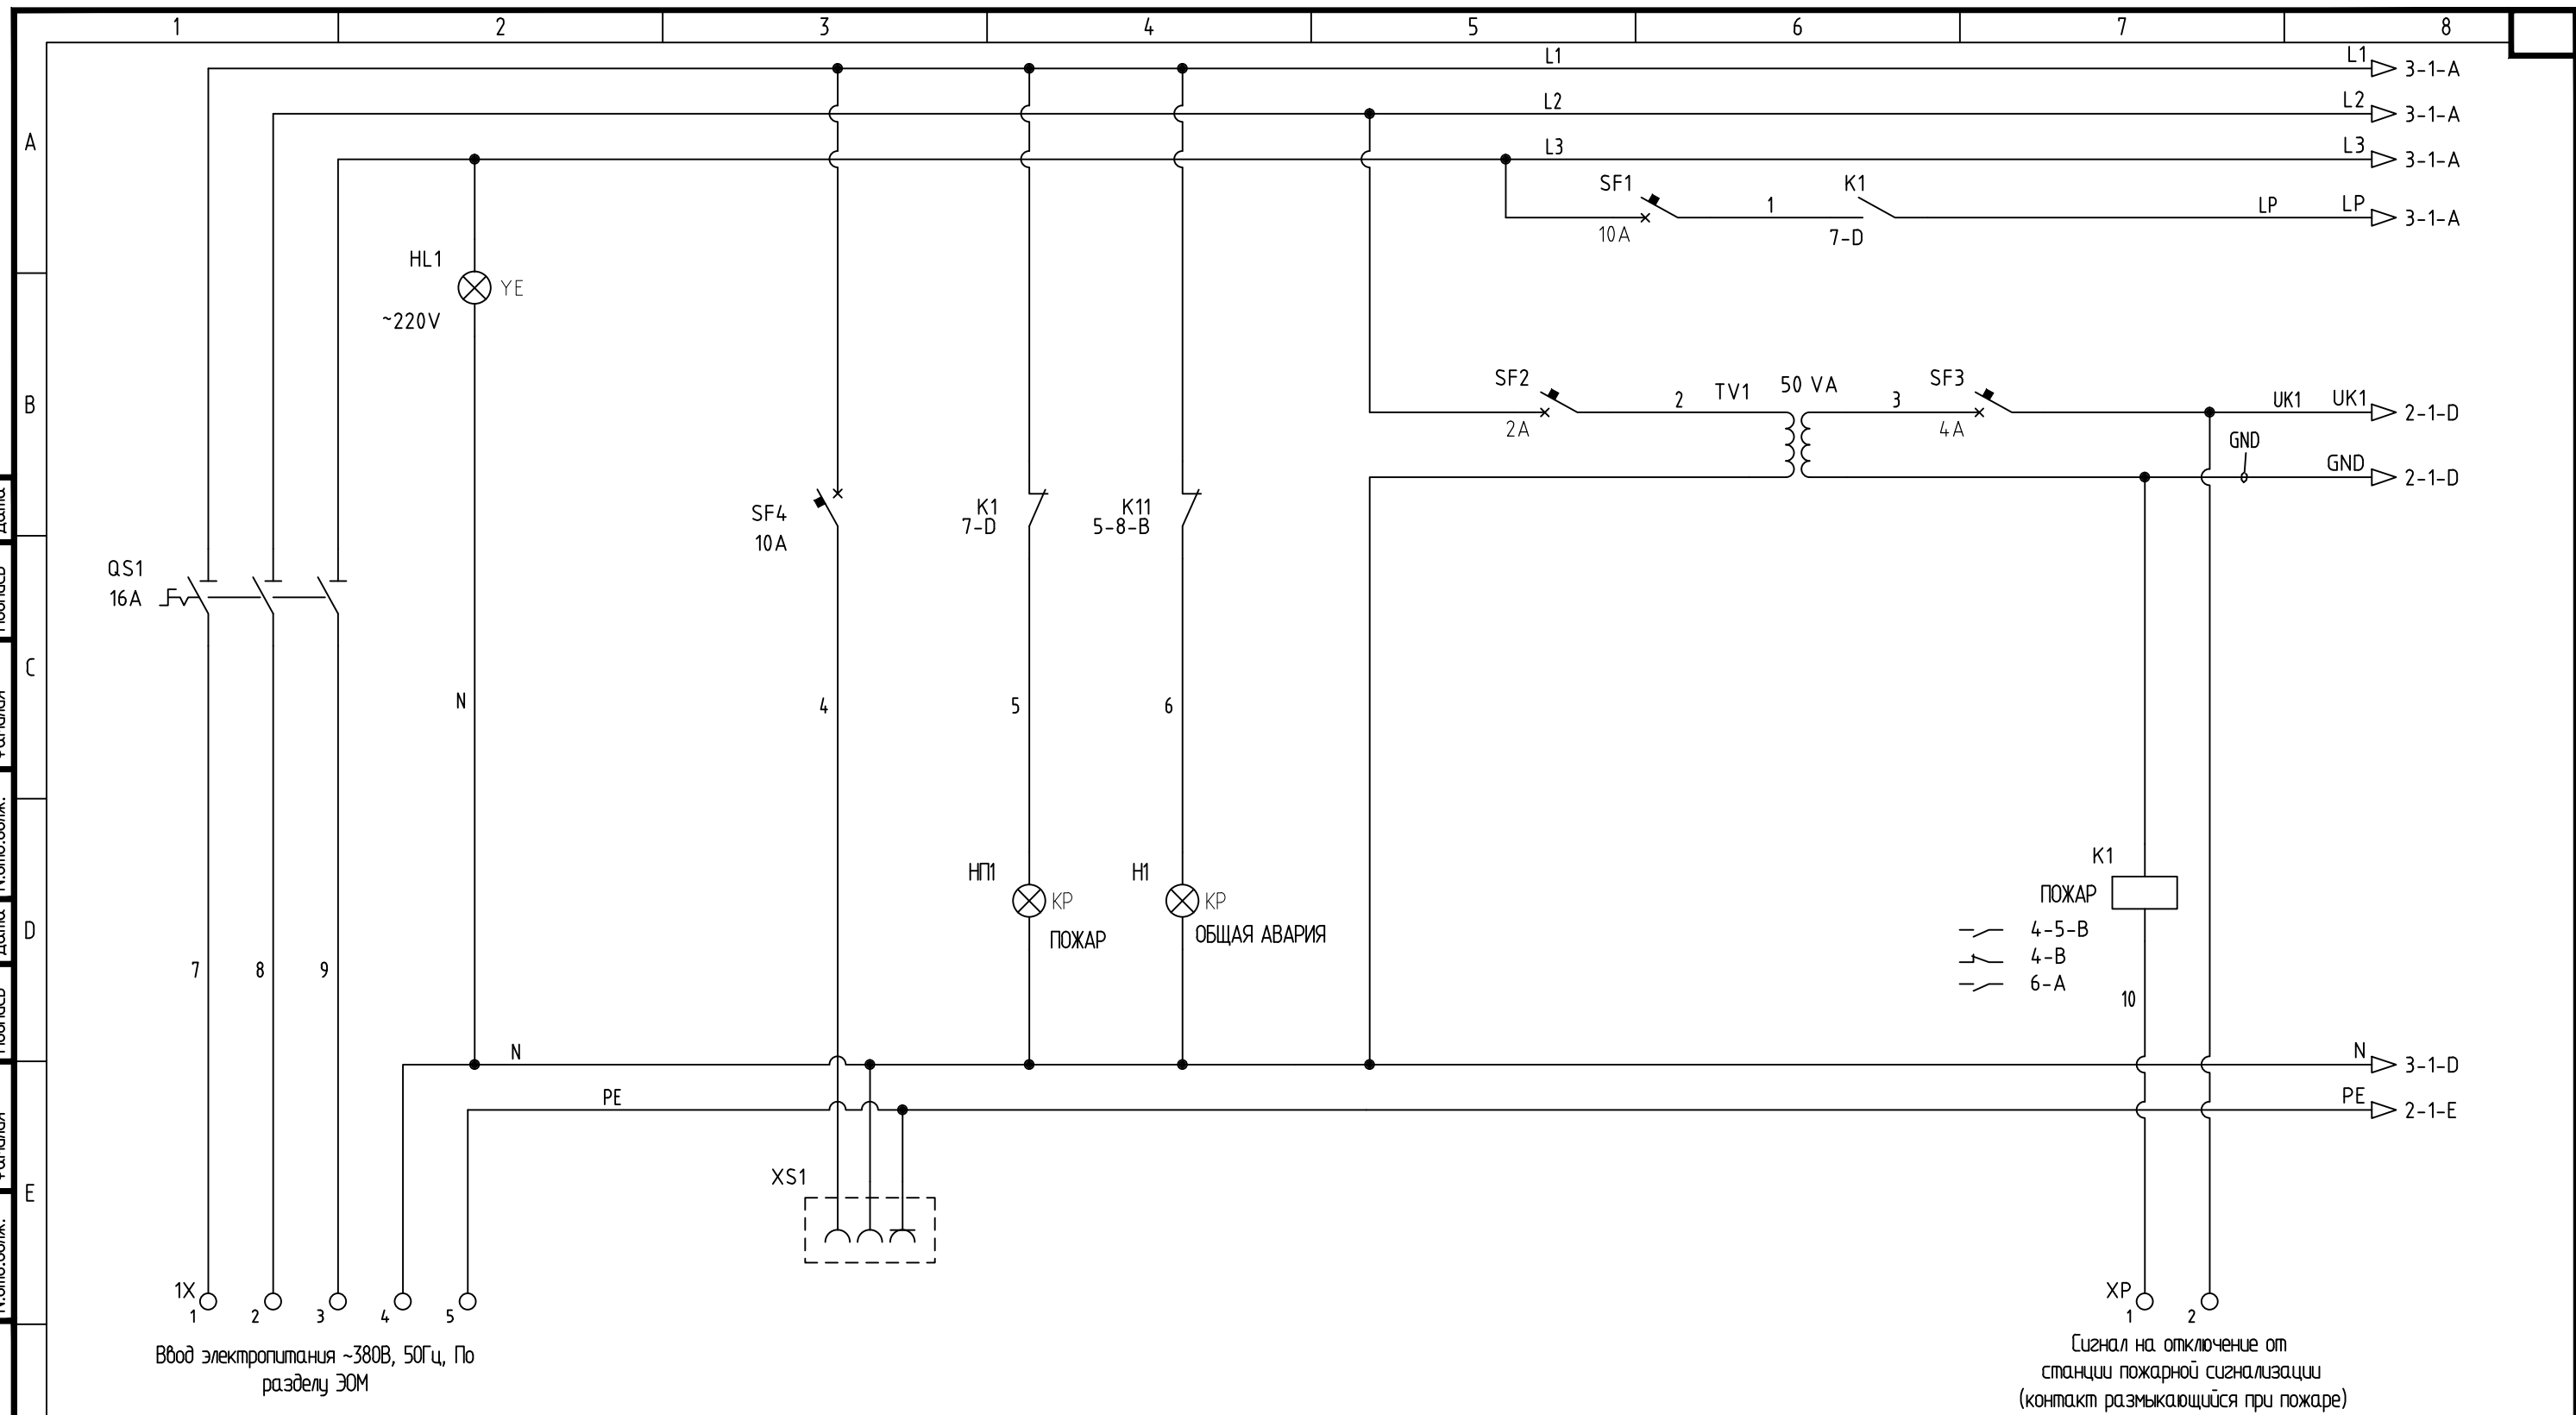 1 2 3 4 5 6 7 8
L1 L1 3-1-A
L2 L2 3-1-A
A
L3 L3 3-1-A
SF1 K1
1 LP LP 3-1-A
10A 7-D
HL1
YE
~220V
SF2 2 TV1 50 VA 3 SF3
B
UK1 UK1 2-1-D
2A 4A
GND
GND 2-1-D
SF4
10A
K1
7-D
K11
5-8-B
QS1
16A
C
N 4 5 6
K1
ПОЖАР
НП1 КР
ПОЖАР
Н1 КР
ОБЩАЯ АВАРИЯ
D
4-5-B
4-B
6-A
7 8 9
10
N N 3-1-D
PE PE 2-1-E
XS1
E
1X
1 2 3 4 5
XP
1 2
Ввод электропитания ~380В, 50Гц, По
разделу ЭОМ
Сигнал на отключение от
станции пожарной сигнализации
(контакт размыкающийся при пожаре)